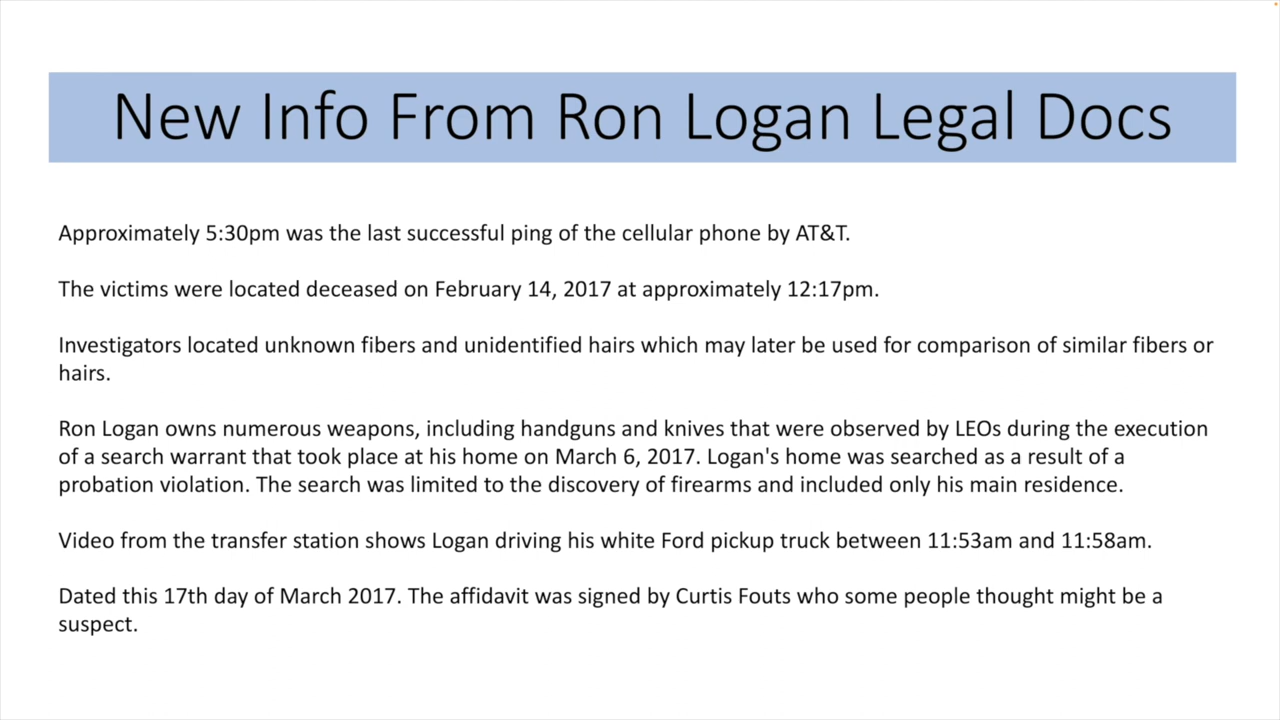 New Info From Ron Logan Legal Docs
Approximately 5:30pm was the last successful ping of the cellular phone by AT&T.
The victims were located deceased on February 14, 2017 at approximately 12:17pm.
Investigators located unknown fibers and unidentified hairs which may later be used for comparison of similar fibers or
hairs.
Ron Logan owns numerous weapons, including handguns and knives that were observed by LEOs during the execution
of a search warrant that took place at his home on March 6, 2017. Logan's home was searched as a result of a
probation violation. The search was limited to the discovery of firearms and included only his main residence.
Video from the transfer station shows Logan driving his white Ford pickup truck between 11:53am and 11:58am.
Dated this 17th day of March 2017. The affidavit was signed by Curtis Fouts who some people thought might be a
suspect.